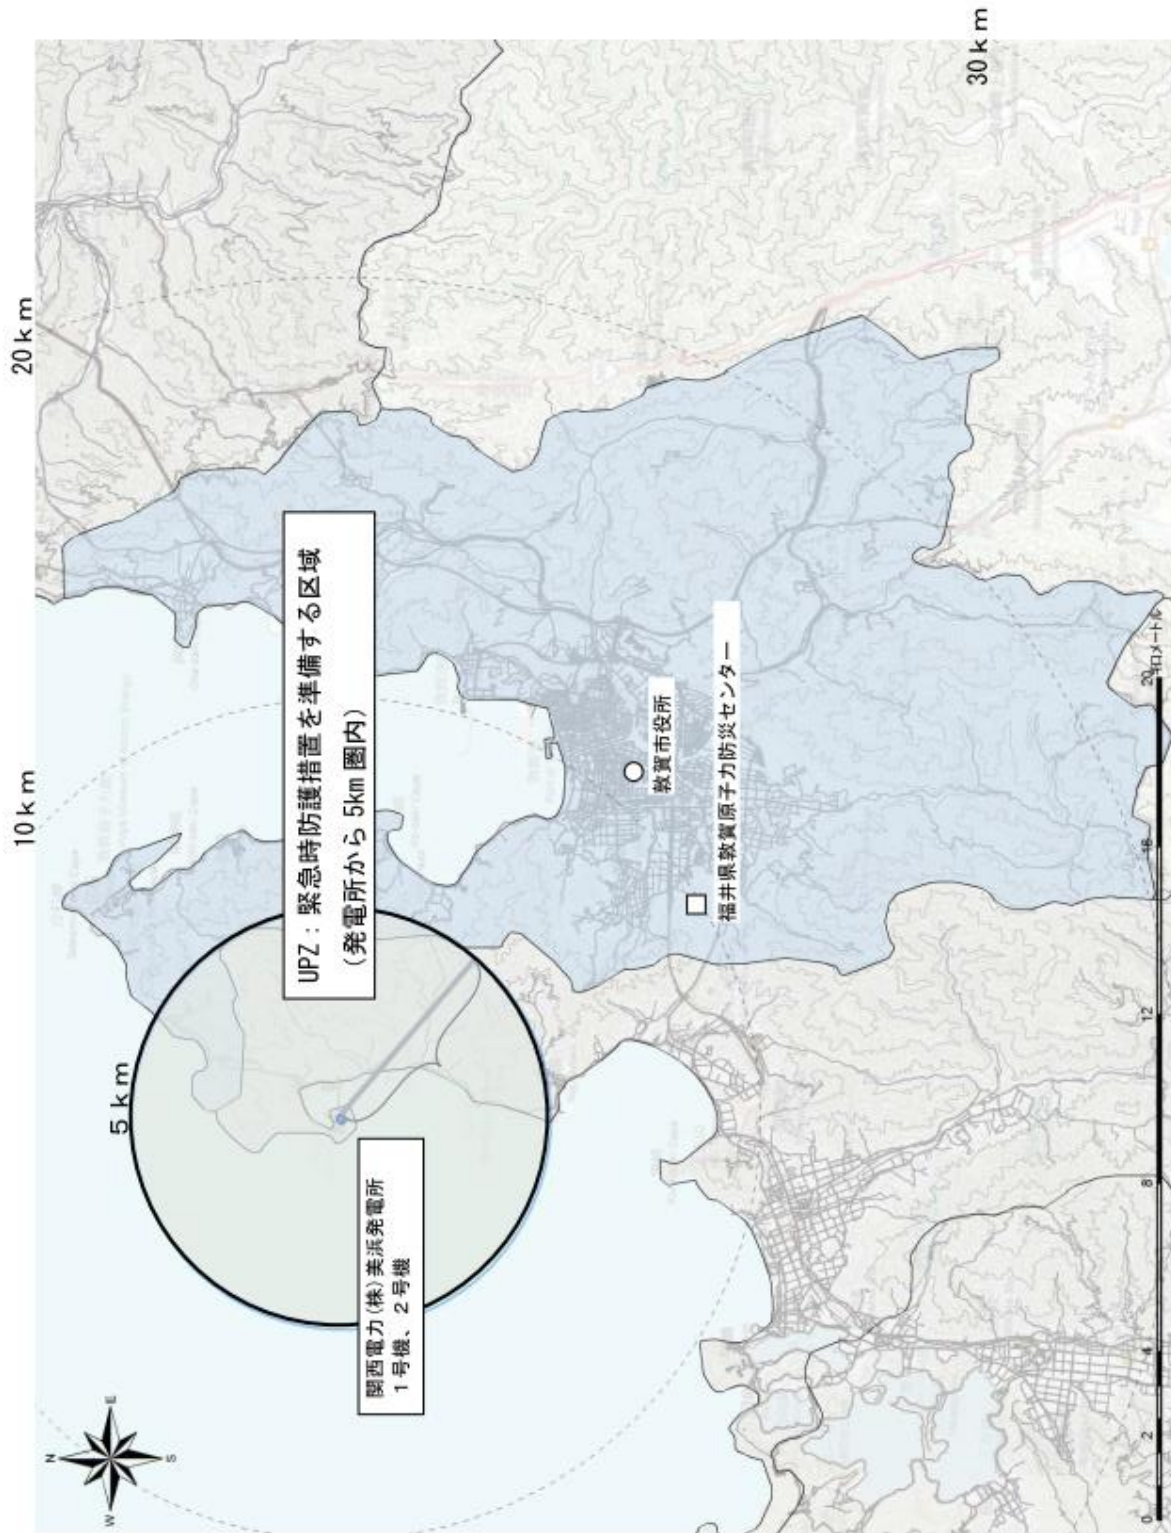 N
W
E
S
5km
10km
20km
30km
UPZ：緊急時防護措置を準備する区域
(発電所から5km圏内)
関西電力(株)美浜発電所
1号機、2号機
敦賀市役所
福井県敦賀原子力防災センター
0 2 4 8 12 16 20
キロメートル